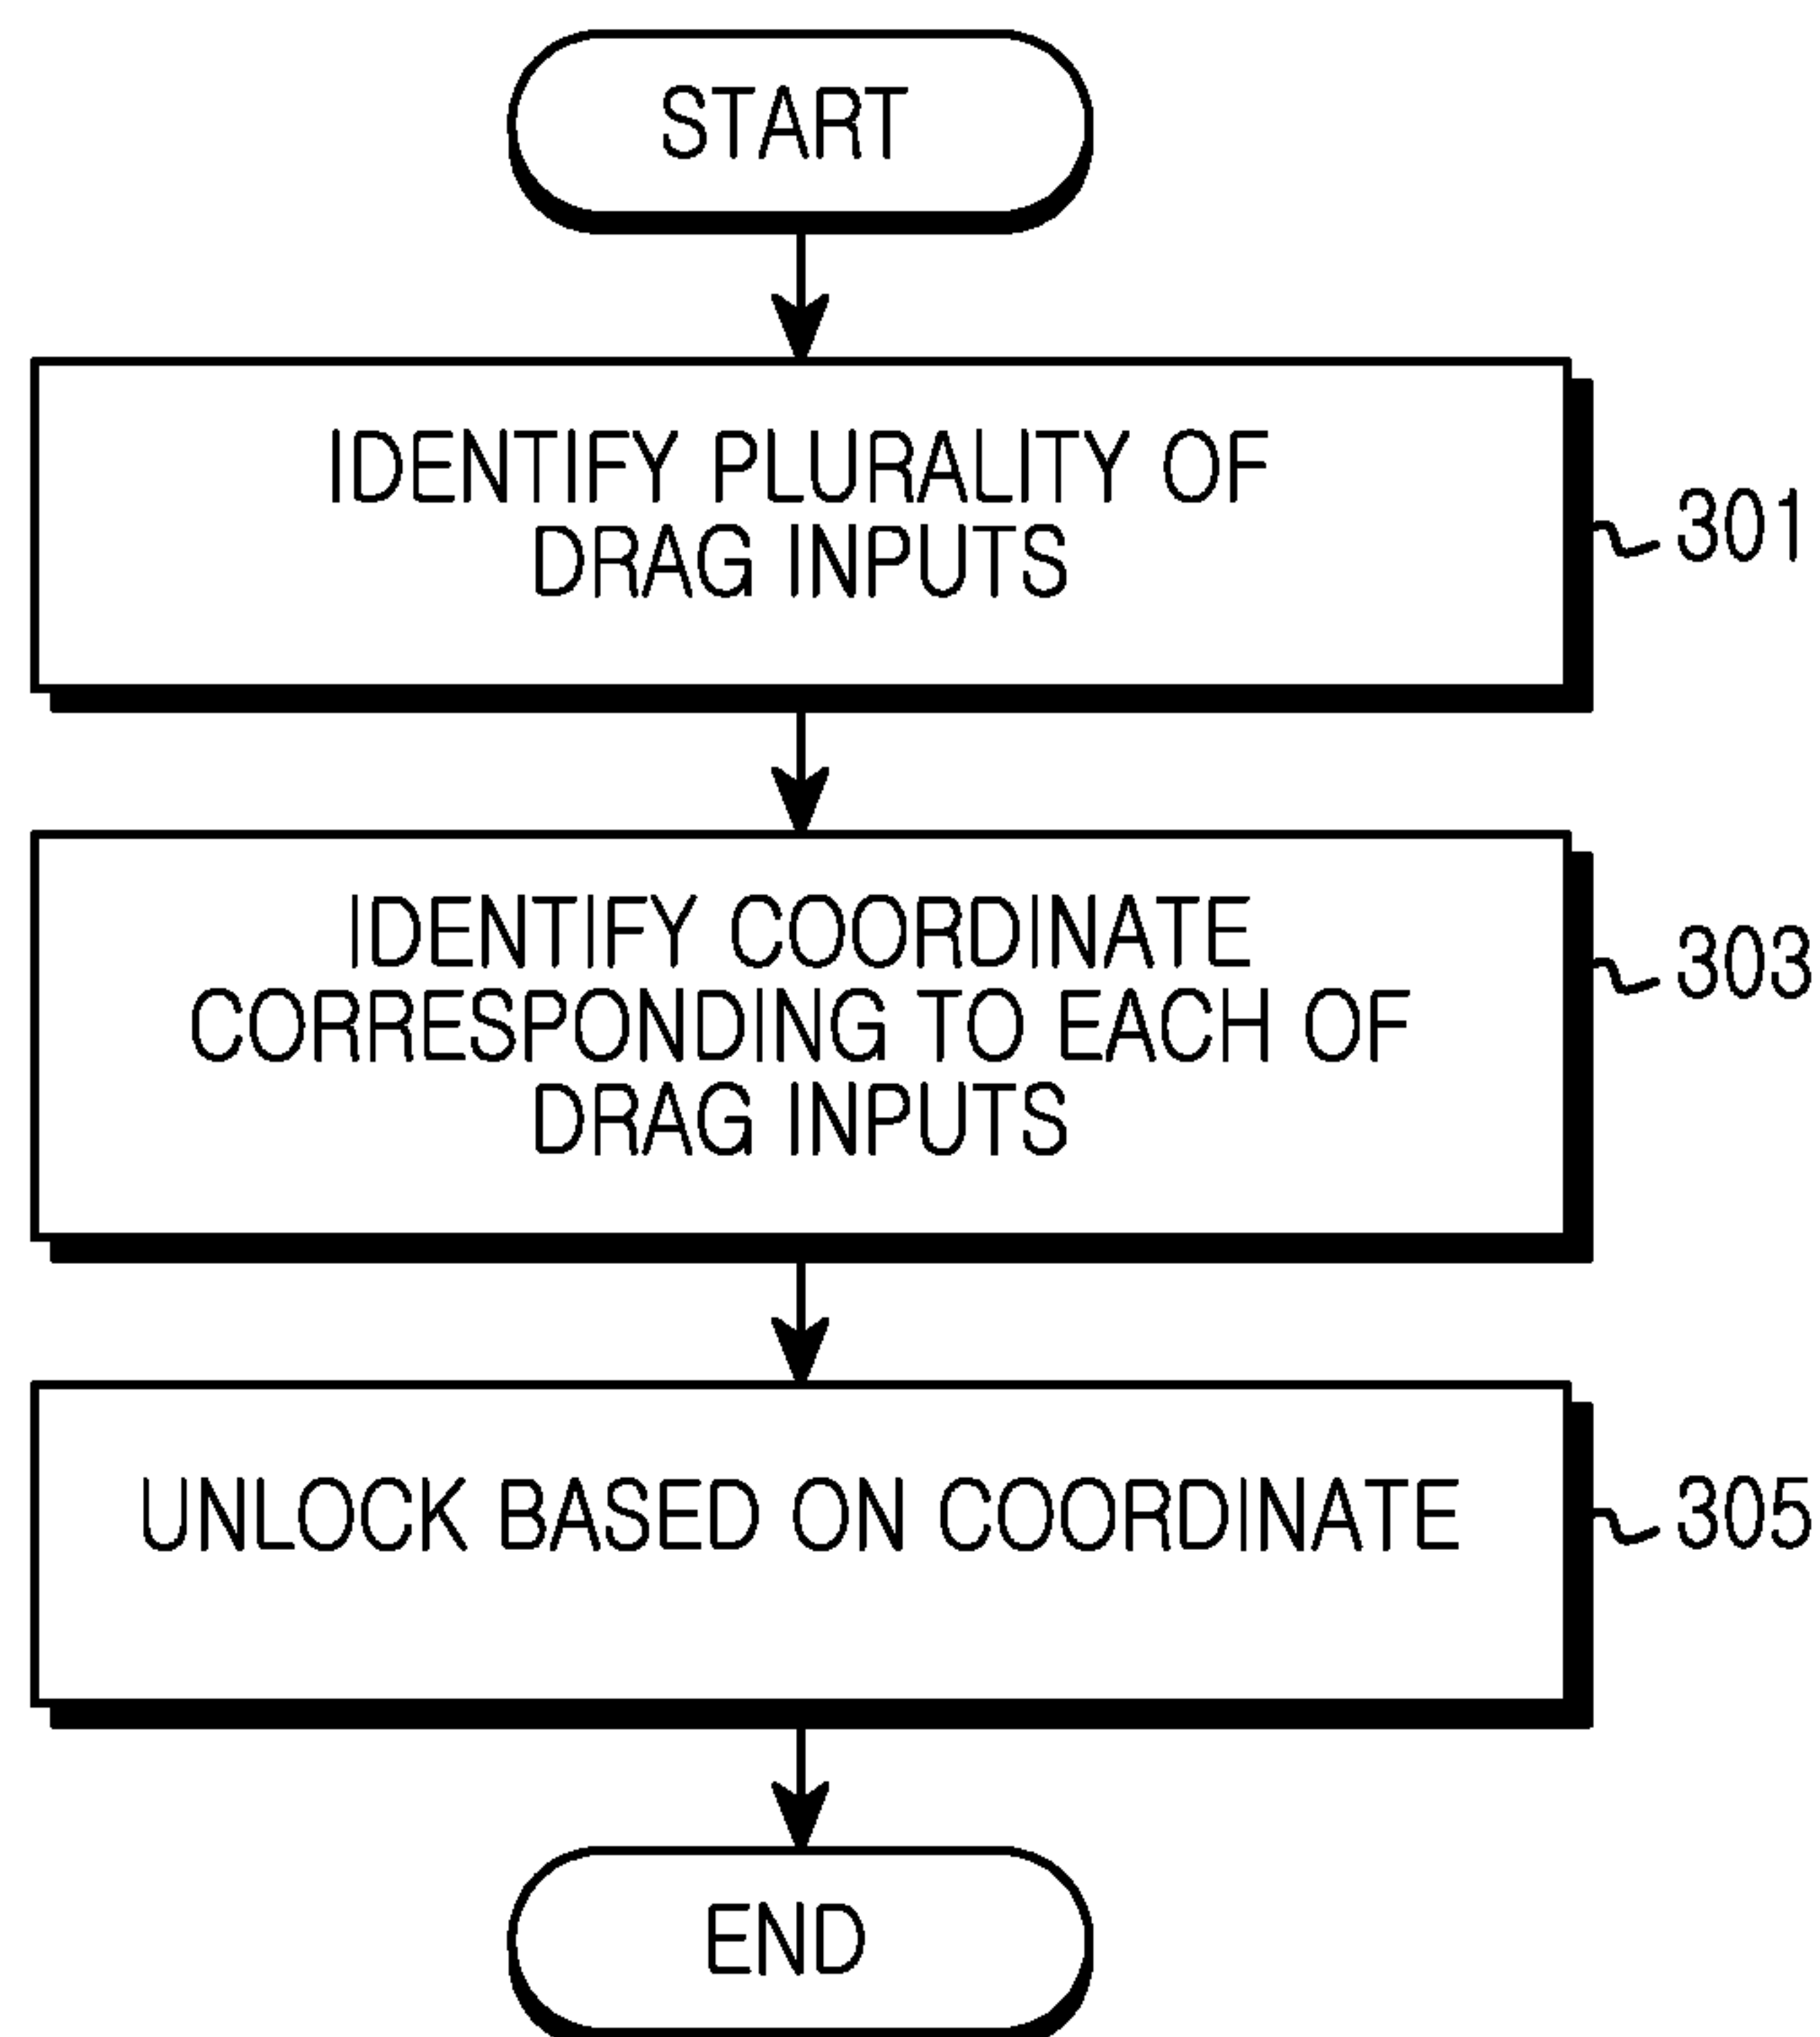 START
IDENTIFY PLURALITY OF
DRAG INPUTS
301
IDENTIFY COORDINATE
CORRESPONDING TO EACH OF
DRAG INPUTS
303
UNLOCK BASED ON COORDINATE
305
END